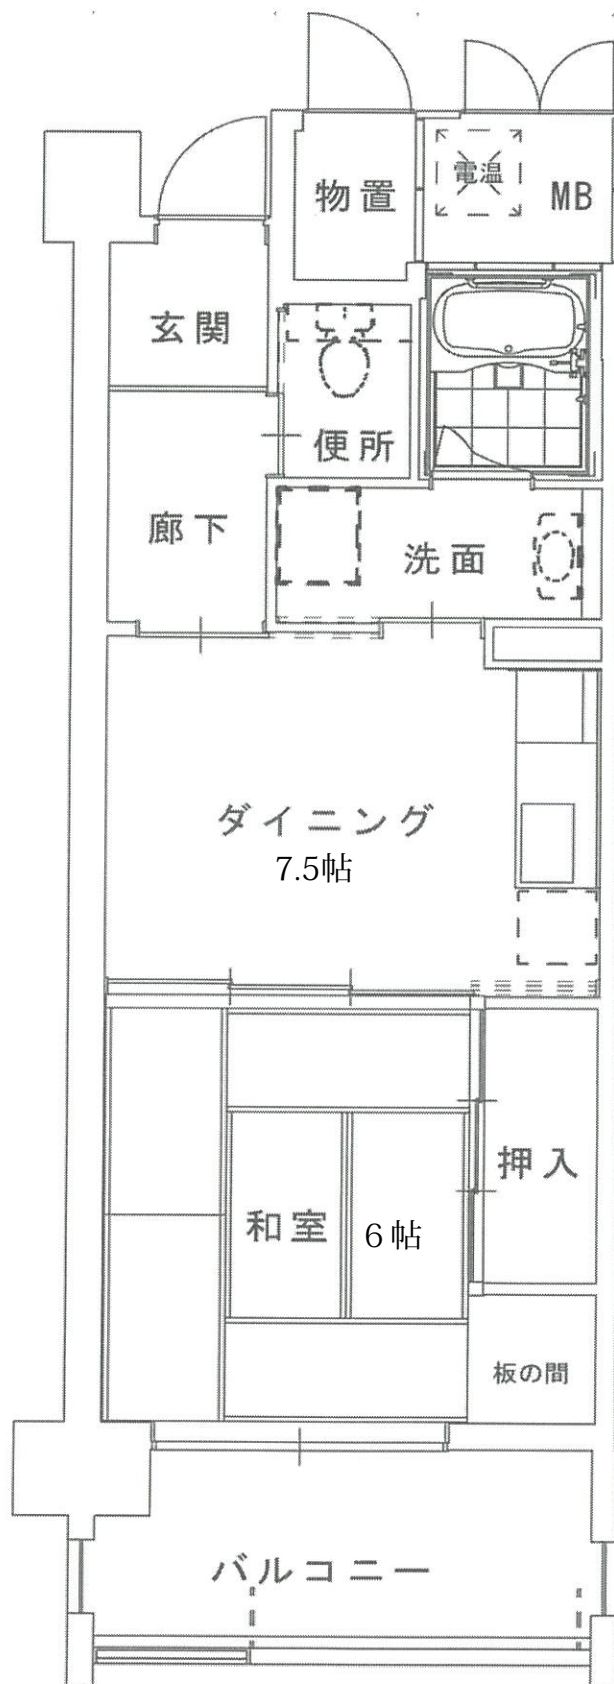 物置
電温
MB
玄関
便所
廊下
洗面
ダイニング
7.5帖
押入
和室 6帖
板の間
バルコニー